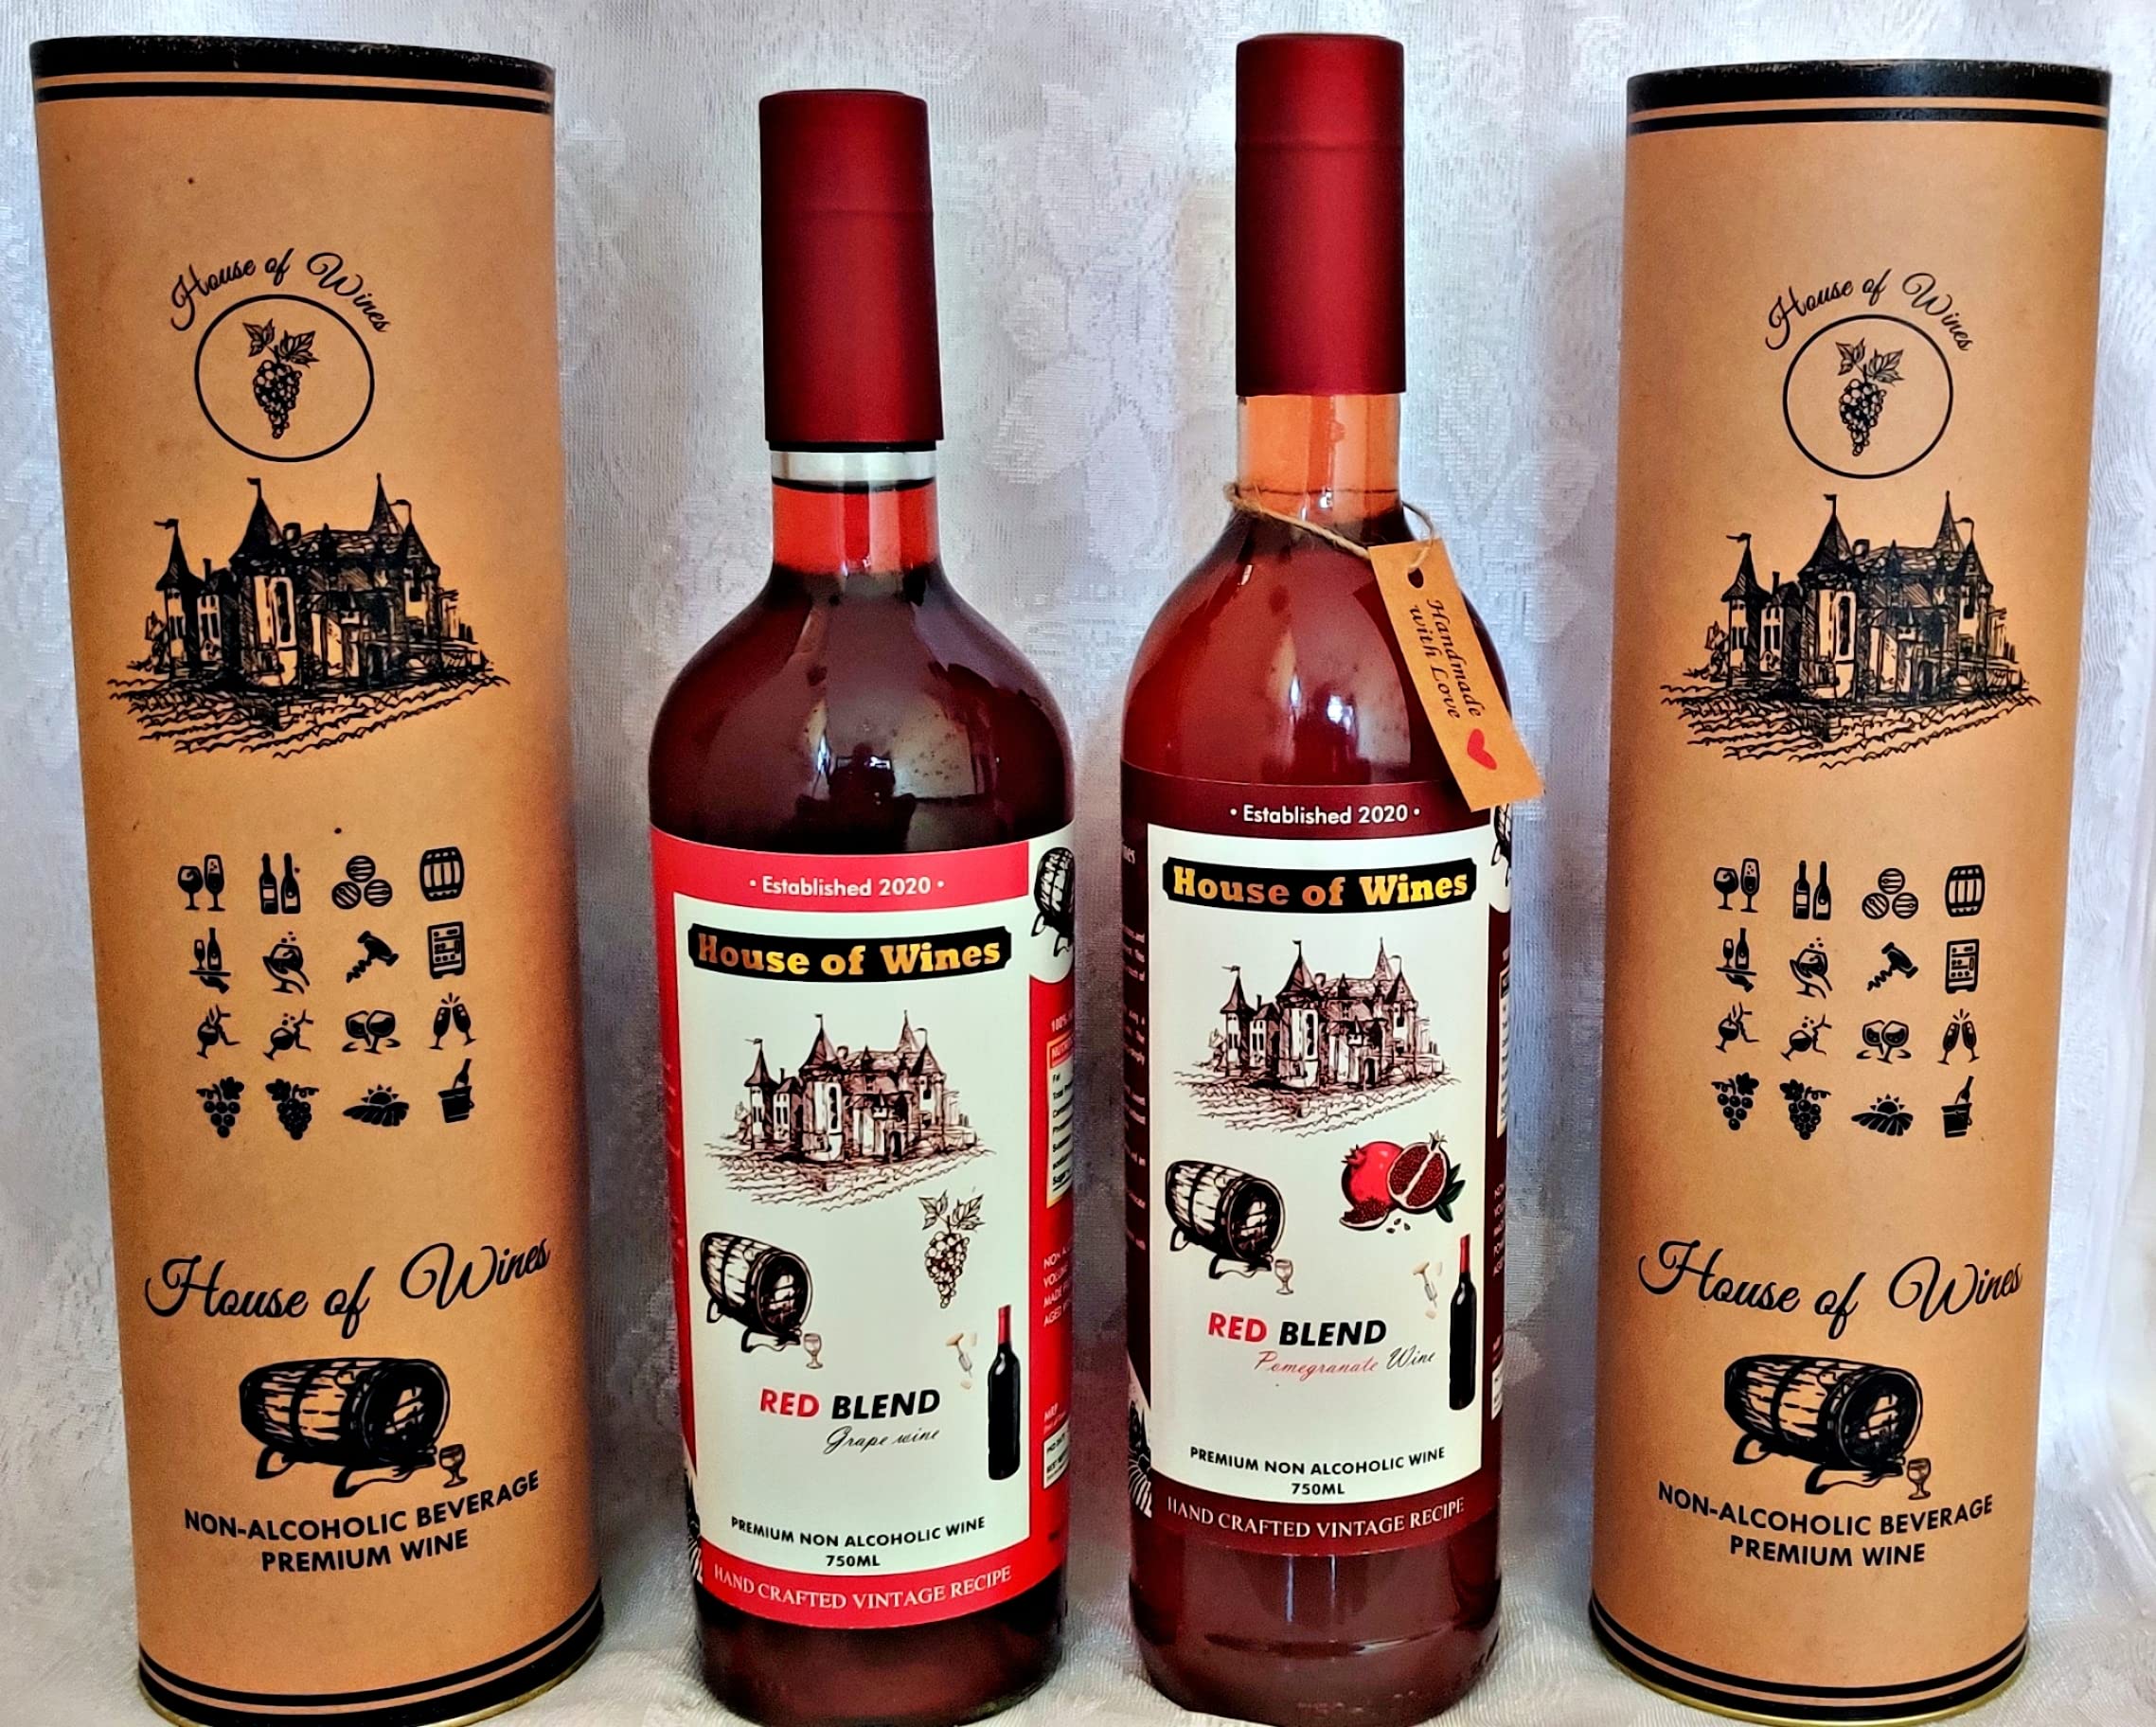 House of Wines
House of Wines
NON-ALCOHOLIC BEVERAGE
PREMIUM WINE
• Established 2020 •
House of Wines
RED BLEND
Grape wine
PREMIUM NON ALCOHOLIC WINE
750ML
HAND CRAFTED VINTAGE RECIPE
100%
MRP
Handmade
with Love
• Established 2020 •
House of Wines
RED BLEND
Pomegranate Wine
PREMIUM NON ALCOHOLIC WINE
750ML
HAND CRAFTED VINTAGE RECIPE
House of Wines
House of Wines
NON-ALCOHOLIC BEVERAGE
PREMIUM WINE